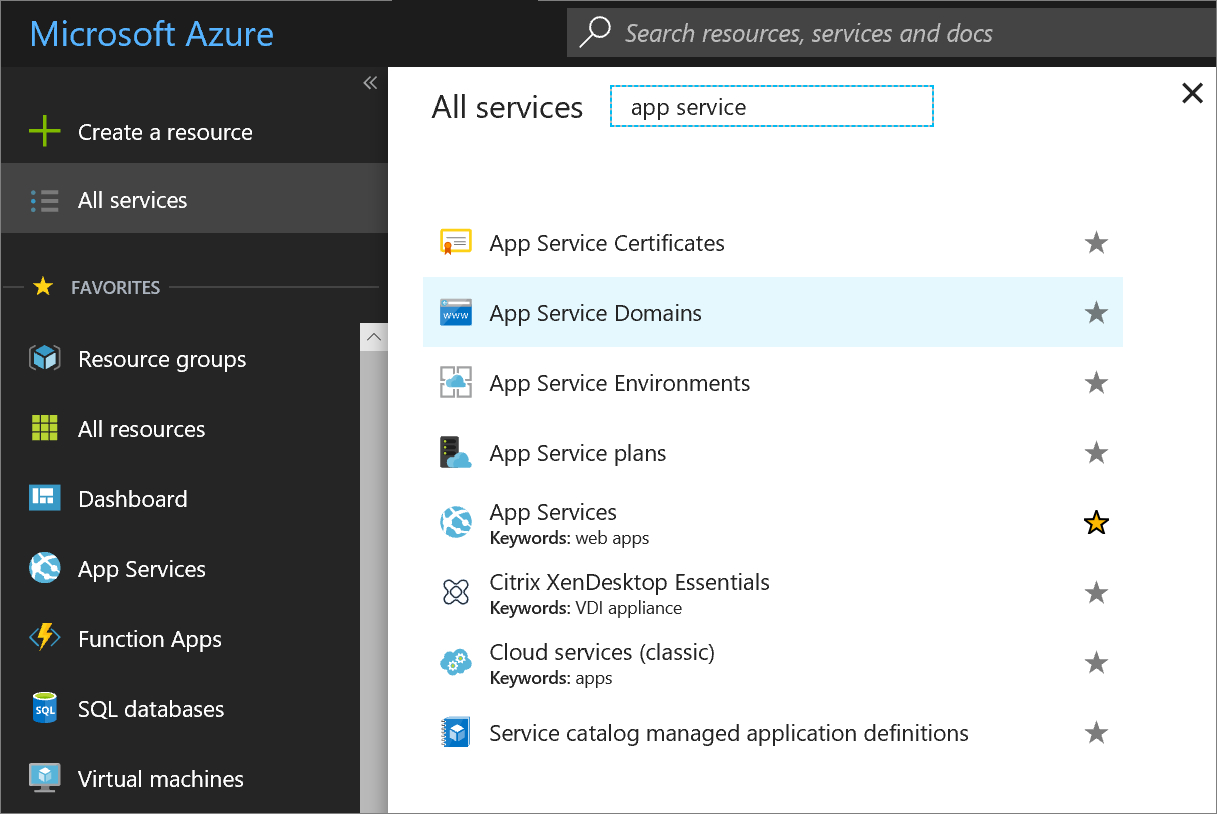 Microsoft Azure
Search resources, services and docs
Create a resource
All services
FAVORITES
Resource groups
All resources
Dashboard
App Services
Function Apps
SQL
SQL databases
Virtual machines
All services
app service
App Service Certificates
www
App Service Domains
App Service Environments
App Service plans
App Services
Keywords: web apps
Citrix XenDesktop Essentials
Keywords: VDI appliance
Cloud services (classic)
Keywords: apps
Service catalog managed application definitions